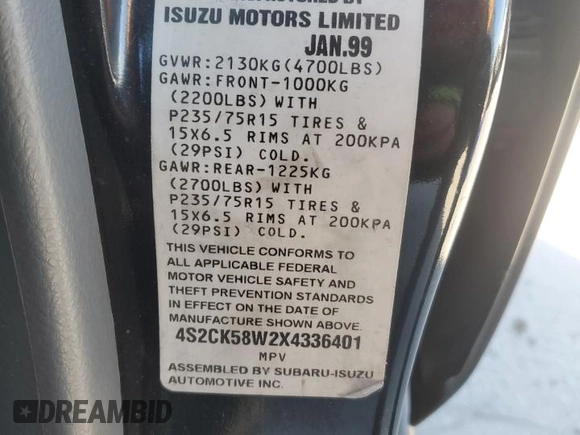 MANUFACTURED BY
ISUZU MOTORS LIMITED
JAN.99
GVWR:2130KG(4700LBS)
GAWR:FRONT-1000KG
(2200LBS) WITH
P235/75R15 TIRES &
15X6.5 RIMS AT 200KPA
(29PSI) COLD.
GAWR:REAR-1225KG
(2700LBS) WITH
P235/75R15 TIRES &
15X6.5 RIMS AT 200KPA
(29PSI) COLD.
THIS VEHICLE CONFORMS TO
ALL APPLICABLE FEDERAL
MOTOR VEHICLE SAFETY AND
THEFT PREVENTION STANDARDS
IN EFFECT ON THE DATE OF
MANUFACTURE SHOWN ABOVE.
4S2CK58W2X4336401
MPV
ASSEMBLED BY SUBARU-ISUZU
AUTOMOTIVE INC.
DREAMBID